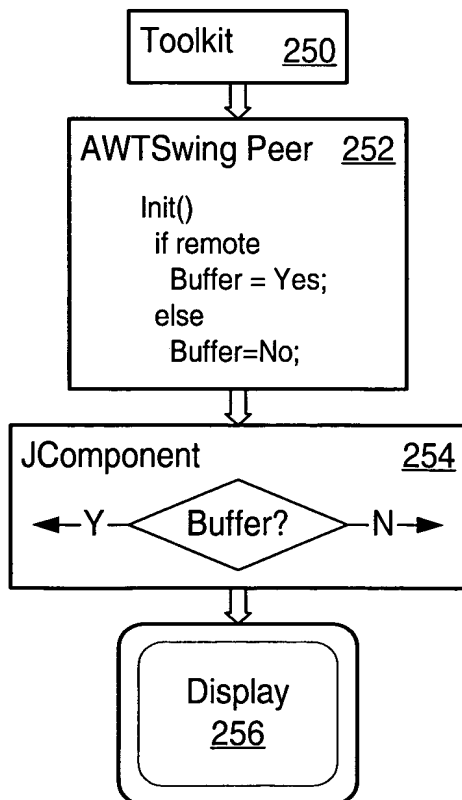 Toolkit 250
AWTSwing Peer 252
Init()
if remote
Buffer = Yes;
else
Buffer=No;
JComponent 254
Y Buffer? N
Display
256